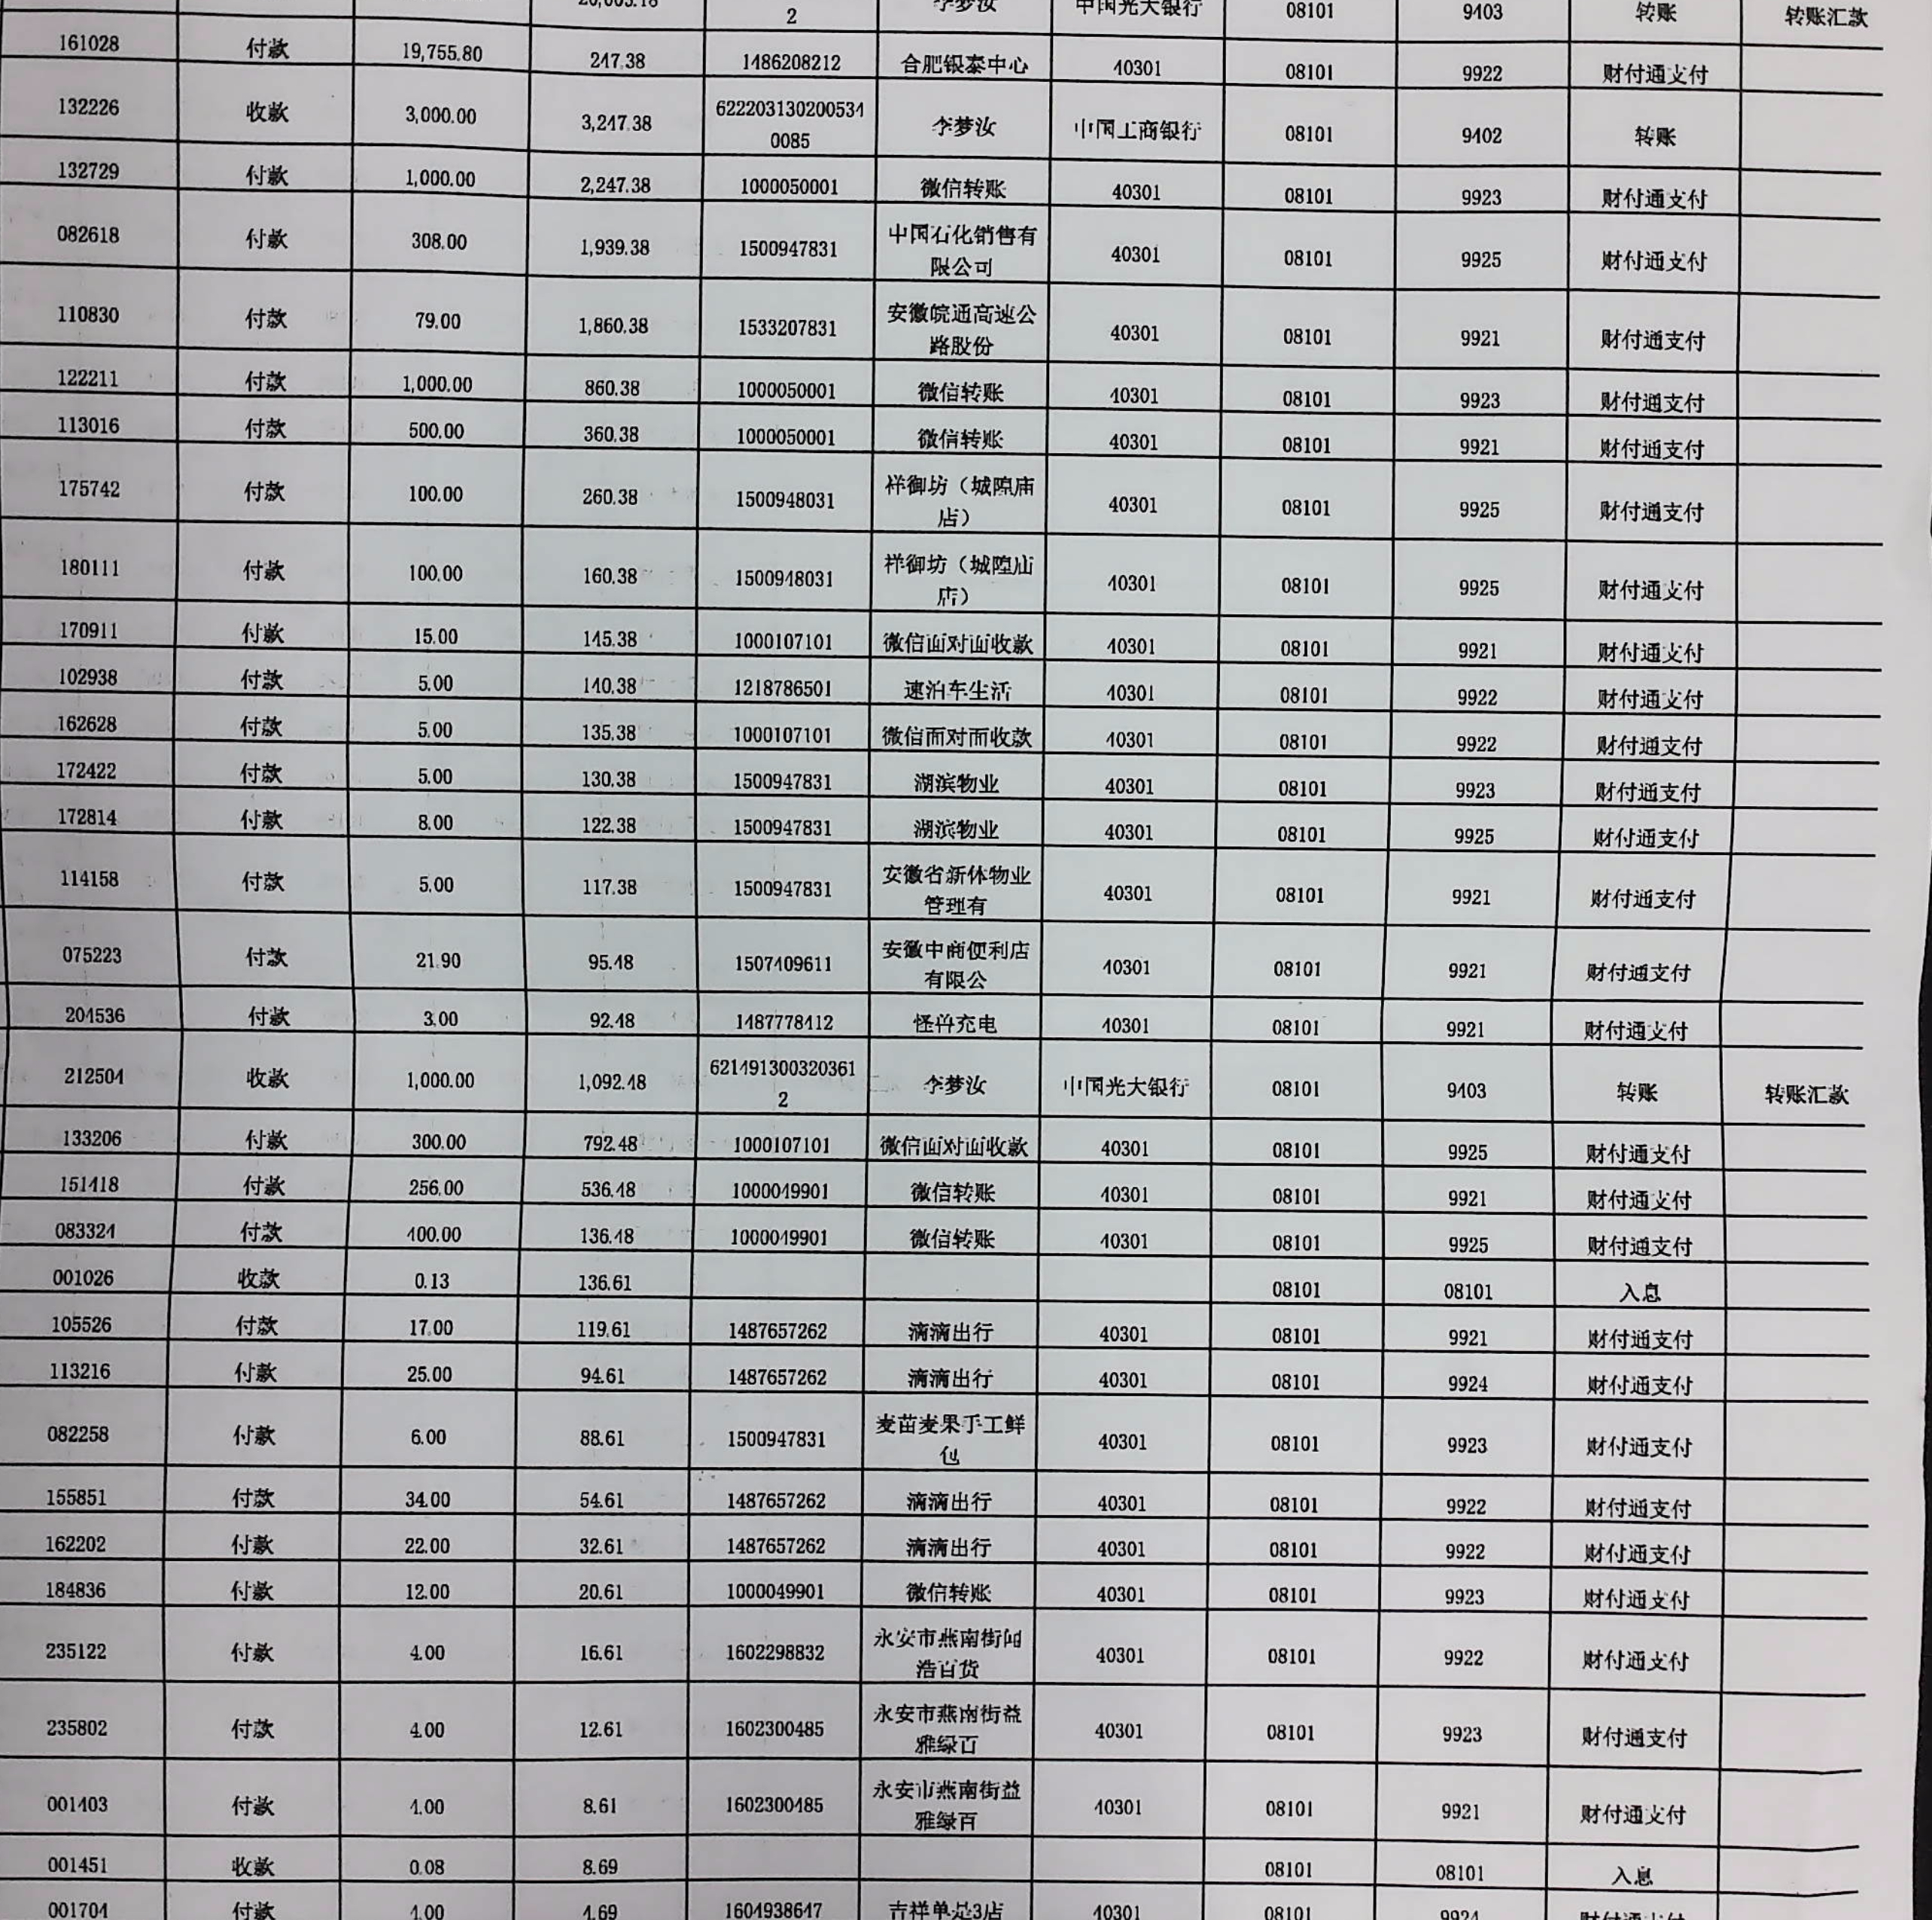 20,003.18 2 李梦汝 中国光大银行 08101 9403 转账 转账汇款
161028 付款 19,755.80 247.38 1486208212 合肥银泰中心 40301 08101 9922 财付通支付
132226 收款 3,000.00 3,247.38 622203130200534 李梦汝 中国工商银行 08101 9402 转账
0085
132729 付款 1,000.00 2,247.38 1000050001 微信转账 40301 08101 9923 财付通支付
082618 付款 308.00 1,939.38 1500947831 中国石化销售有 40301 08101 9925 财付通支付
限公司
110830 付款 79.00 1,860.38 1533207831 安徽皖通高速公 40301 08101 9921 财付通支付
路股份
122211 付款 1,000.00 860.38 1000050001 微信转账 40301 08101 9923 财付通支付
113016 付款 500.00 360.38 1000050001 微信转账 40301 08101 9921 财付通支付
175742 付款 100.00 260.38 1500948031 祥御坊（城隍庙 40301 08101 9925 财付通支付
店）
180111 付款 100.00 160.38 1500948031 祥御坊（城隍庙 40301 08101 9925 财付通支付
店）
170911 付款 15.00 145.38 1000107101 微信面对面收款 40301 08101 9921 财付通支付
102938 付款 5.00 140.38 1218786501 速泊车生活 40301 08101 9922 财付通支付
162628 付款 5.00 135.38 1000107101 微信面对面收款 40301 08101 9922 财付通支付
172422 付款 5.00 130.38 1500947831 湖滨物业 40301 08101 9923 财付通支付
172814 付款 8.00 122.38 1500947831 湖滨物业 40301 08101 9925 财付通支付
114158 付款 5.00 117.38 1500947831 安徽省新体物业 40301 08101 9921 财付通支付
管理有
075223 付款 21.90 95.48 1507409611 安徽中商便利店 40301 08101 9921 财付通支付
有限公
204536 付款 3.00 92.48 1487778412 怪兽充电 40301 08101 9921 财付通支付
212504 收款 1,000.00 1,092.48 621491300320361 李梦汝 中国光大银行 08101 9403 转账 转账汇款
2
133206 付款 300.00 792.48 1000107101 微信面对面收款 40301 08101 9925 财付通支付
151418 付款 256.00 536.48 1000049901 微信转账 40301 08101 9921 财付通支付
083324 付款 400.00 136.48 1000049901 微信转账 40301 08101 9925 财付通支付
001026 收款 0.13 136.61 08101 08101 入息
105526 付款 17.00 119.61 1487657262 滴滴出行 40301 08101 9921 财付通支付
113216 付款 25.00 94.61 1487657262 滴滴出行 40301 08101 9924 财付通支付
082258 付款 6.00 88.61 1500947831 麦苗麦果手工鲜 40301 08101 9923 财付通支付
包
155851 付款 34.00 54.61 1487657262 滴滴出行 40301 08101 9922 财付通支付
162202 付款 22.00 32.61 1487657262 滴滴出行 40301 08101 9922 财付通支付
184836 付款 12.00 20.61 1000049901 微信转账 40301 08101 9923 财付通支付
235122 付款 4.00 16.61 1602298832 永安市燕南街阳 40301 08101 9922 财付通支付
浩百货
235802 付款 4.00 12.61 1602300485 永安市燕南街益 40301 08101 9923 财付通支付
雅绿百
001403 付款 4.00 8.61 1602300485 永安市燕南街益 40301 08101 9921 财付通支付
雅绿百
001451 收款 0.08 8.69 08101 08101 入息
001704 付款 4.00 4.69 1604938647 吉祥单是3店 40301 08101 9924 财付通支付